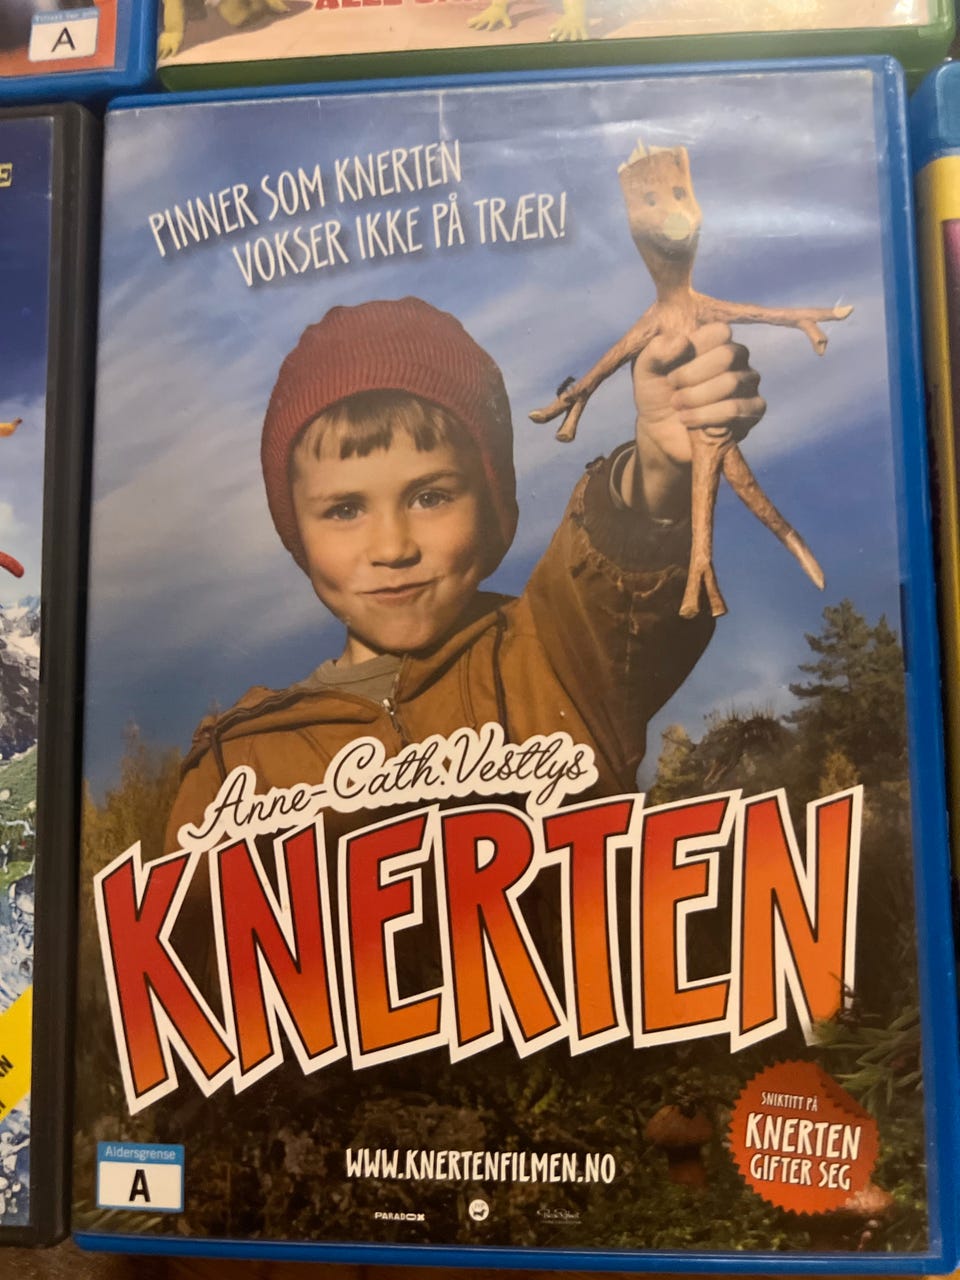 A
PINNER SOM KNERTEN
VOKSER IKKE PÅ TRÆR!
Anne-Cath. Vestlys
KNERTEN
SNIKTITT PÅ
KNERTEN
GIFTER SEG
Aldersgrense
A
WWW.KNERTENFILMEN.NO
PARADOX